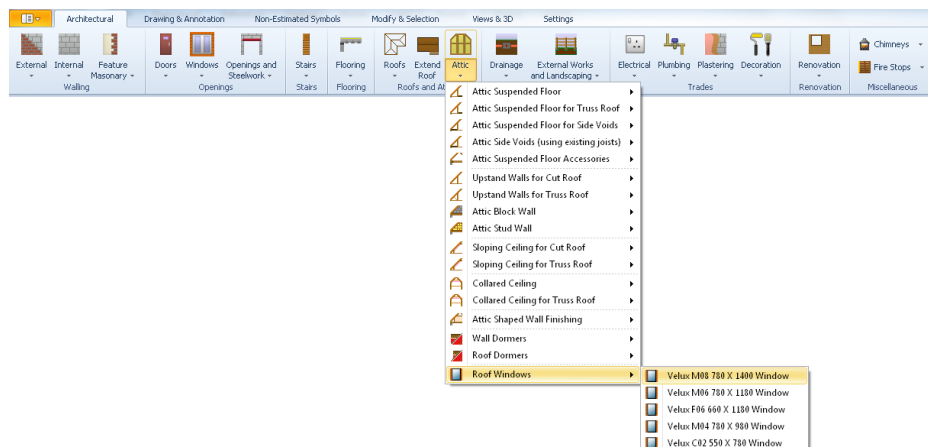 Architectural Drawing & Annotation Non-Estimated Symbols Modify & Selection Views & 3D Settings
External Internal Feature Masonary Doors Windows Openings and Steelwork Stairs Flooring Roofs Extend Roof Attic Drainage External Works and Landscaping Electrical Plumbing Plastering Decoration Renovation Chimneys
Fire Stops
Walling Openings Stairs Flooring Roofs and At Trades Renovation Miscellaneous
Attic Suspended Floor
Attic Suspended Floor for Truss Roof
Attic Suspended Floor for Side Voids
Attic Side Voids (using existing joists)
Attic Suspended Floor Accessories
Upstand Walls for Cut Roof
Upstand Walls for Truss Roof
Attic Block Wall
Attic Stud Wall
Sloping Ceiling for Cut Roof
Sloping Ceiling for Truss Roof
Collared Ceiling
Collared Ceiling for Truss Roof
Attic Shaped Wall Finishing
Wall Dormers
Roof Dormers
Roof Windows
Velux M08 780 X 1400 Window
Velux M06 780 X 1180 Window
Velux F06 660 X 1180 Window
Velux M04 780 X 980 Window
Velux C02 550 X 780 Window